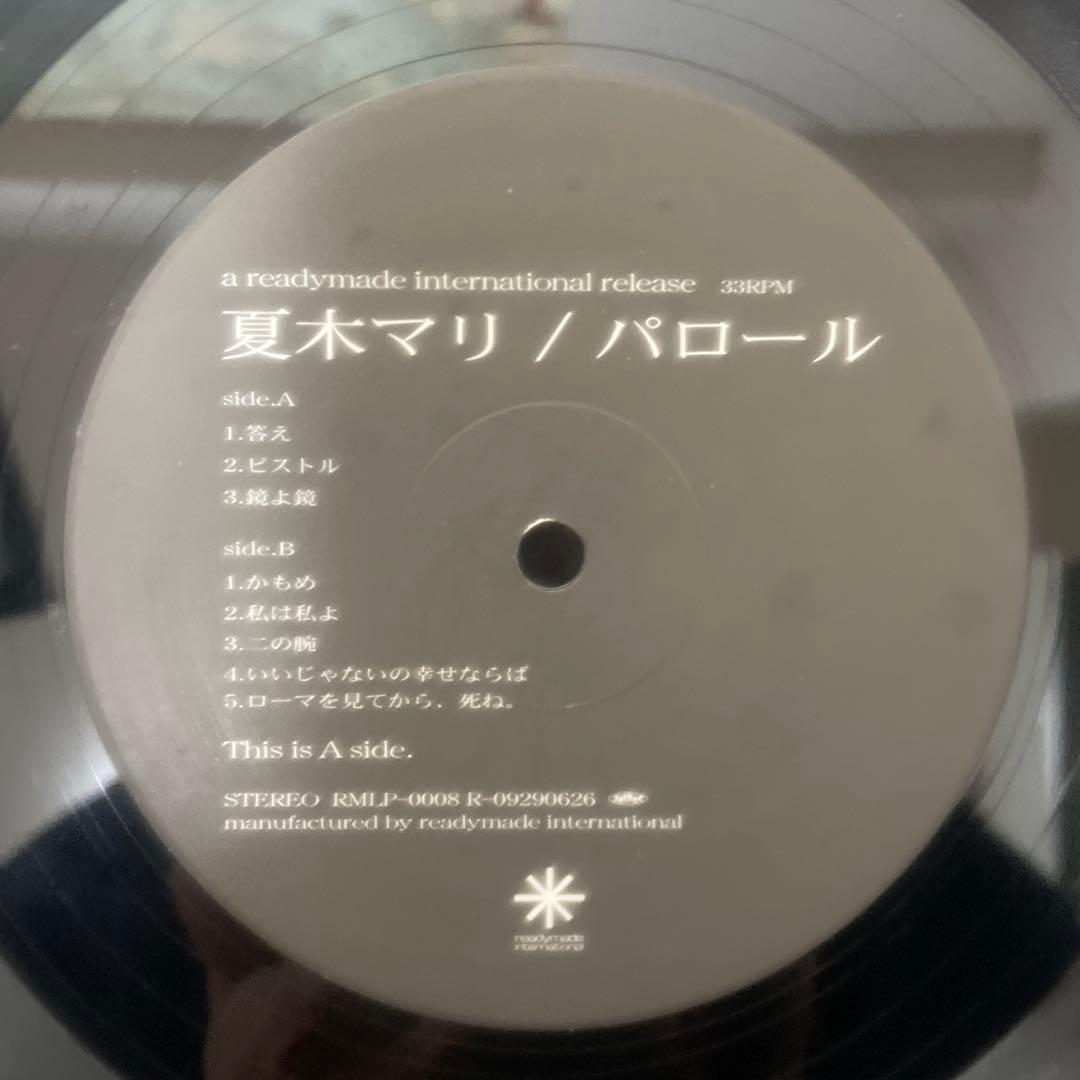 a readymade international release 33RPM
夏木マリ / パロール
side.A
1.答え
2.ピストル
3.鏡よ鏡
side.B
1.かもめ
2.私は私よ
3.二の腕
4.いいじゃないの幸せならば
5.ローマを見てから、死ね。
This is A side.
STEREO RMLP-0008 R-09290626
manufactured by readymade international
readymade
international